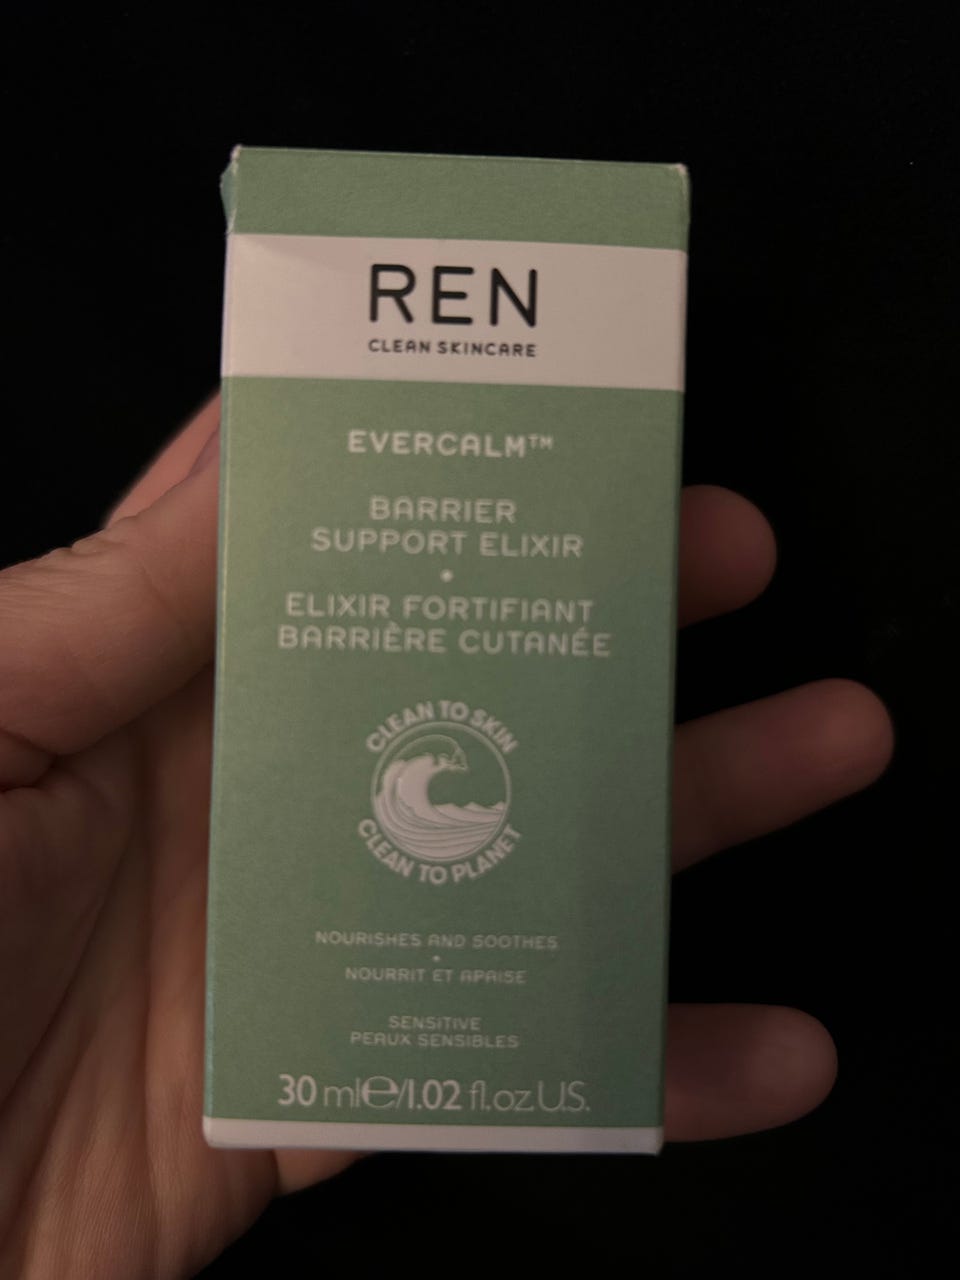 REN
CLEAN SKINCARE
EVERCALM™
BARRIER
SUPPORT ELIXIR
•
ELIXIR FORTIFIANT
BARRIÈRE CUTANÉE
CLEAN TO SKIN
CLEAN TO PLANET
NOURISHES AND SOOTHES
•
NOURRIT ET APAISE
SENSITIVE
PEAUX SENSIBLES
30 ml℮/1.02 fl.oz U.S.